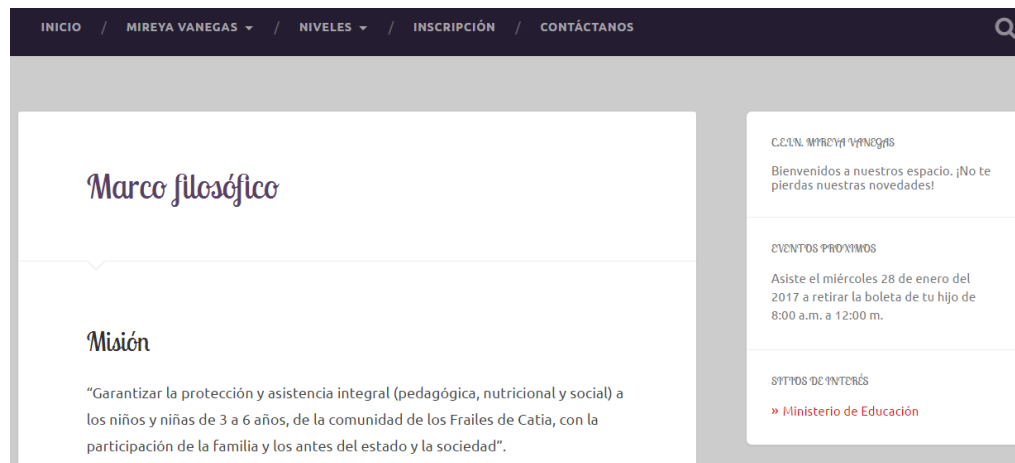 INICIO / MIREYA VANEGAS / NIVELES / INSCRIPCIÓN / CONTÁCTANOS
Marco filosófico
Misión
“Garantizar la protección y asistencia integral (pedagógica, nutricional y social) a
los niños y niñas de 3 a 6 años, de la comunidad de los Frailes de Catia, con la
participación de la familia y los antes del estado y la sociedad”.
C.E.I.N. MIREYA VANEGAS
Bienvenidos a nuestros espacio. ¡No te
pierdas nuestras novedades!
EVENTOS PROXIMOS
Asiste el miércoles 28 de enero del
2017 a retirar la boleta de tu hijo de
8:00 a.m. a 12:00 m.
SITIOS DE INTERÉS
» Ministerio de Educación